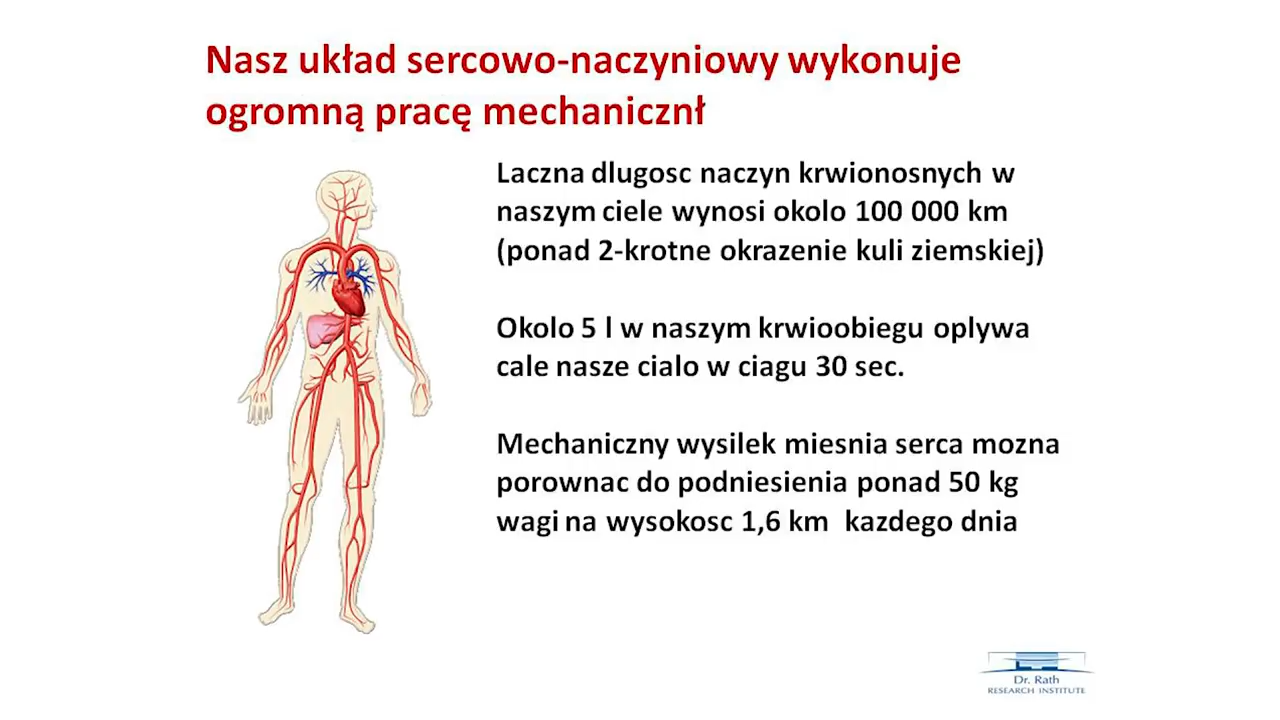 Nasz układ sercowo-naczyniowy wykonuje
ogromną pracę mechanicznł
Laczna dlugosc naczyn krwionosnych w
naszym ciele wynosi okolo 100 000 km
(ponad 2-krotne okrazenie kuli ziemskiej)
Okolo 5 l w naszym krwioobiegu oplywa
cale nasze cialo w ciagu 30 sec.
Mechaniczny wysilek miesnia serca mozna
porownac do podniesienia ponad 50 kg
wagi na wysokosc 1,6 km kazdego dnia
Dr. Rath
RESEARCH INSTITUTE